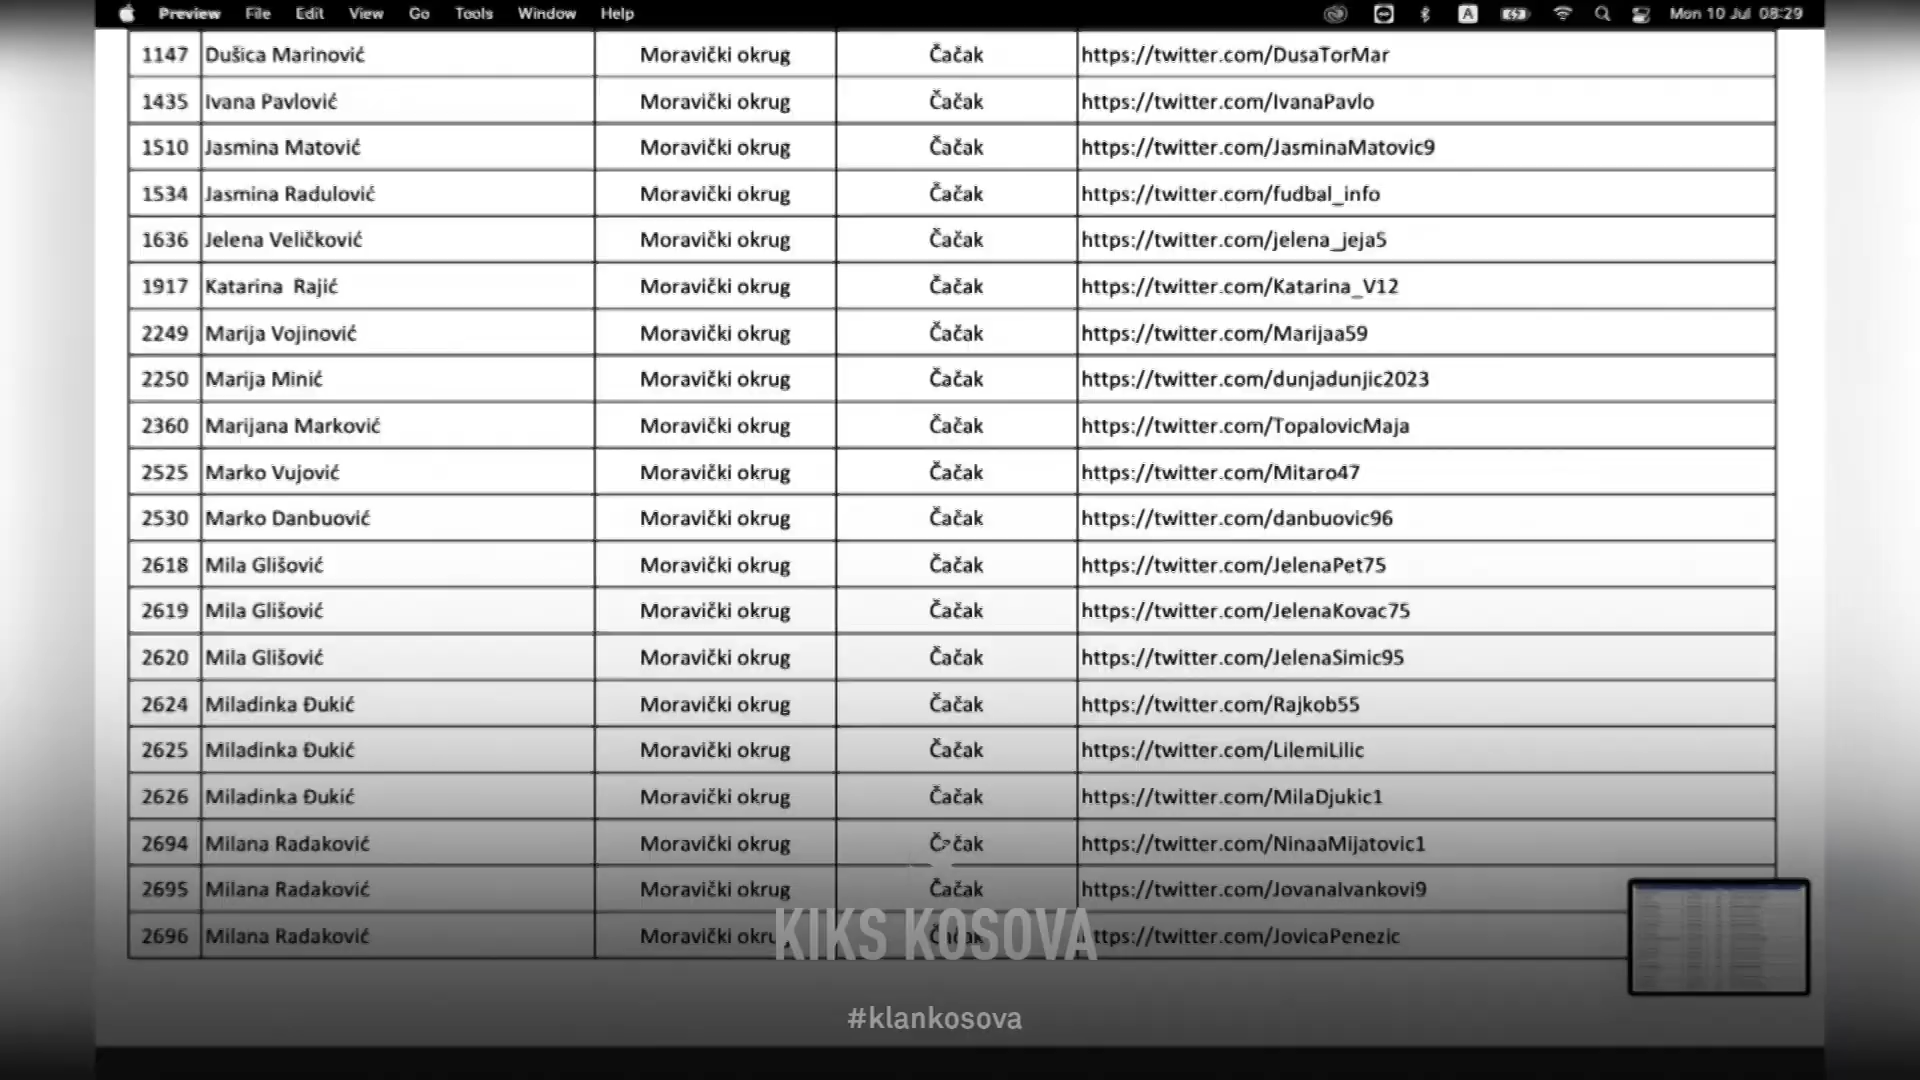 Preview File Edit View Go Tools Window Help Mon 10 Jul 08:29
1147 Dušica Marinović Moravički okrug Čačak https://twitter.com/DusaTorMar
1435 Ivana Pavlović Moravički okrug Čačak https://twitter.com/IvanaPavlo
1510 Jasmina Matović Moravički okrug Čačak https://twitter.com/JasminaMatovic9
1534 Jasmina Radulović Moravički okrug Čačak https://twitter.com/fudbal_info
1636 Jelena Veličković Moravički okrug Čačak https://twitter.com/jelena_jeja5
1917 Katarina Rajić Moravički okrug Čačak https://twitter.com/Katarina_V12
2249 Marija Vojinović Moravički okrug Čačak https://twitter.com/Marijaa59
2250 Marija Minić Moravički okrug Čačak https://twitter.com/dunjadunjic2023
2360 Marijana Marković Moravički okrug Čačak https://twitter.com/TopalovicMaja
2525 Marko Vujović Moravički okrug Čačak https://twitter.com/Mitaro47
2530 Marko Danbuović Moravički okrug Čačak https://twitter.com/danbuovic96
2618 Mila Glišović Moravički okrug Čačak https://twitter.com/JelenaPet75
2619 Mila Glišović Moravički okrug Čačak https://twitter.com/JelenaKovac75
2620 Mila Glišović Moravički okrug Čačak https://twitter.com/JelenaSimic95
2624 Miladinka Đukić Moravički okrug Čačak https://twitter.com/Rajkob55
2625 Miladinka Đukić Moravički okrug Čačak https://twitter.com/LilemiLilic
2626 Miladinka Đukić Moravički okrug Čačak https://twitter.com/MilaDjukic1
2694 Milana Radaković Moravički okrug Čačak https://twitter.com/NinaaMijatovic1
2695 Milana Radaković Moravički okrug Čačak https://twitter.com/JovanaIvankovi9
2696 Milana Radaković Moravički okrug Čačak https://twitter.com/JovicaPenezic
KIKS KOSOVA
#klankosova